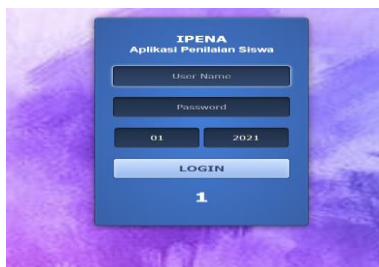 IPENA
Aplikasi Penilaian Siswa
User Name
Password
01 2021
LOGIN
1